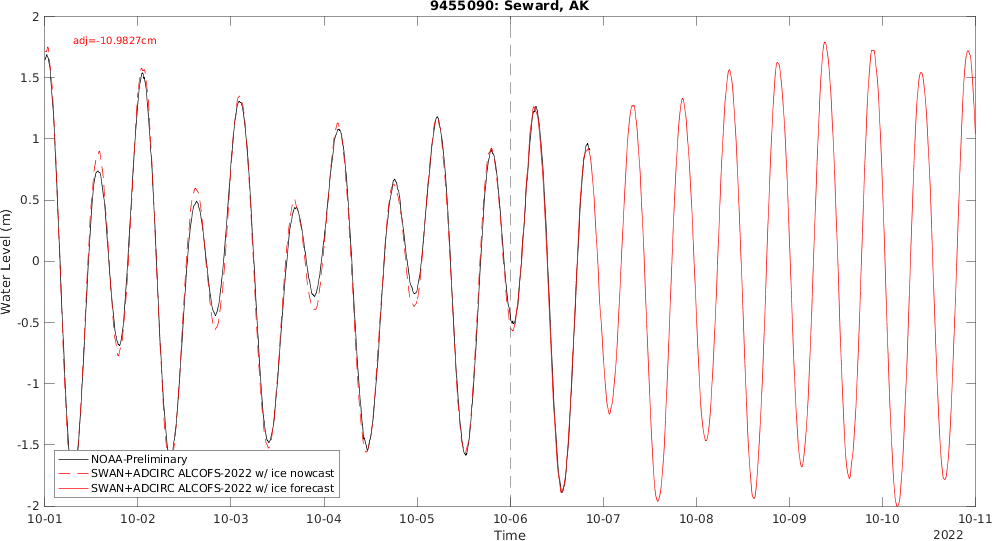 9455090: Seward, AK
adj=-10.9827cm
2
1.5
1
0.5
0
-0.5
-1
-1.5
-2
Water Level (m)
NOAA-Preliminary
SWAN+ADCIRC ALCOFS-2022 w/ ice nowcast
SWAN+ADCIRC ALCOFS-2022 w/ ice forecast
10-01 10-02 10-03 10-04 10-05 10-06 10-07 10-08 10-09 10-10 10-11
Time
2022